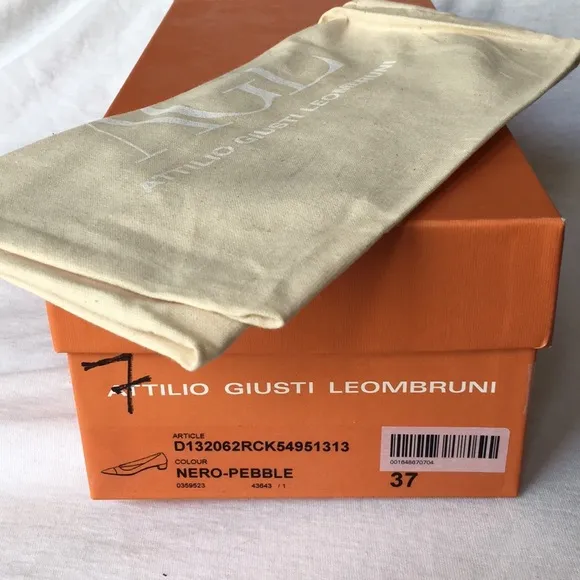 AGL
ATTILIO GIUSTI LEOMBRUNI
7
ATTILIO GIUSTI LEOMBRUNI
ARTICLE
D132062RCK54951313
COLOUR
NERO-PEBBLE
0359523 43643 / 1
001848670704
37